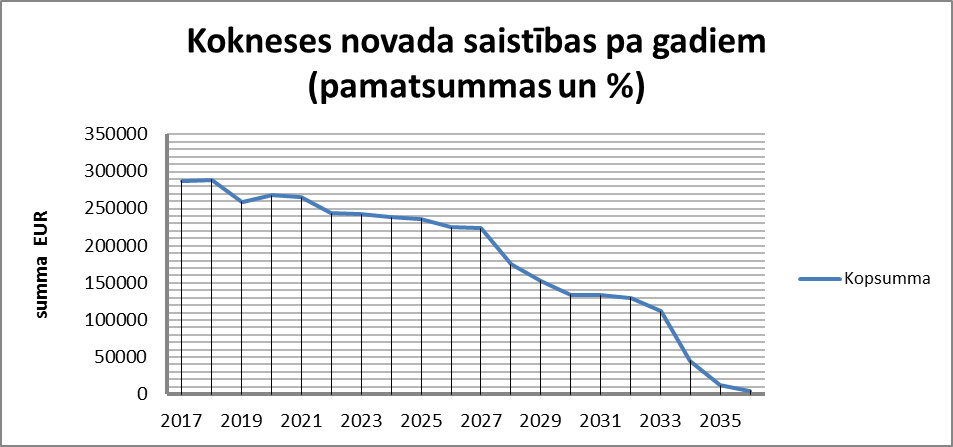 Kokneses novada saistības pa gadiem
(pamatsummas un %)
350000
300000
250000
200000
150000
100000
50000
0
summa EUR
2017 2019 2021 2023 2025 2027 2029 2031 2033 2035
Kopsumma